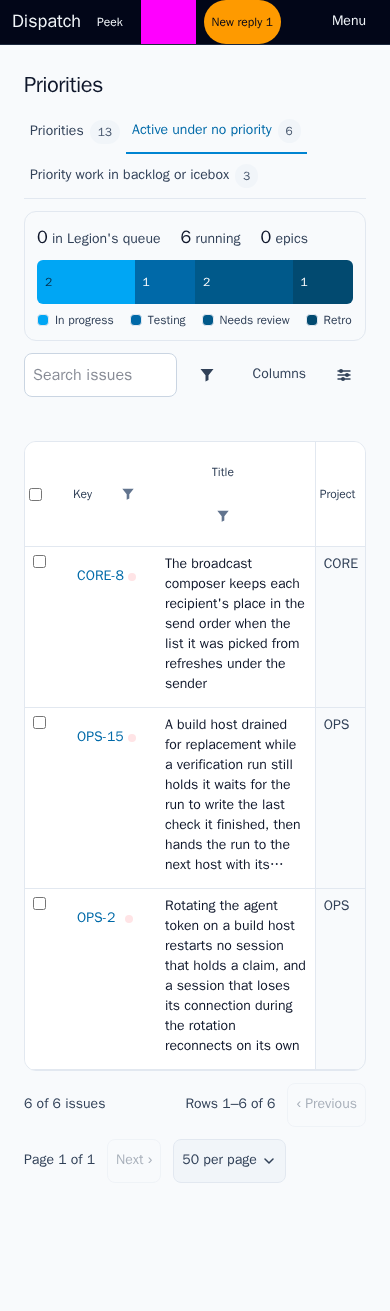 Dispatch Peek New reply 1 Menu
Priorities
Priorities 13 Active under no priority 6
Priority work in backlog or icebox 3
0 in Legion's queue 6 running 0 epics
2 1 2 1
In progress Testing Needs review Retro
Search issues Columns
Title
Key Project
CORE-8 The broadcast CORE
composer keeps each
recipient's place in the
send order when the
list it was picked from
refreshes under the
sender
OPS-15 A build host drained OPS
for replacement while
a verification run still
holds it waits for the
run to write the last
check it finished, then
hands the run to the
next host with its…
OPS-2 Rotating the agent OPS
token on a build host
restarts no session
that holds a claim, and
a session that loses
its connection during
the rotation
reconnects on its own
6 of 6 issues Rows 1–6 of 6 ‹ Previous
Page 1 of 1 Next › 50 per page